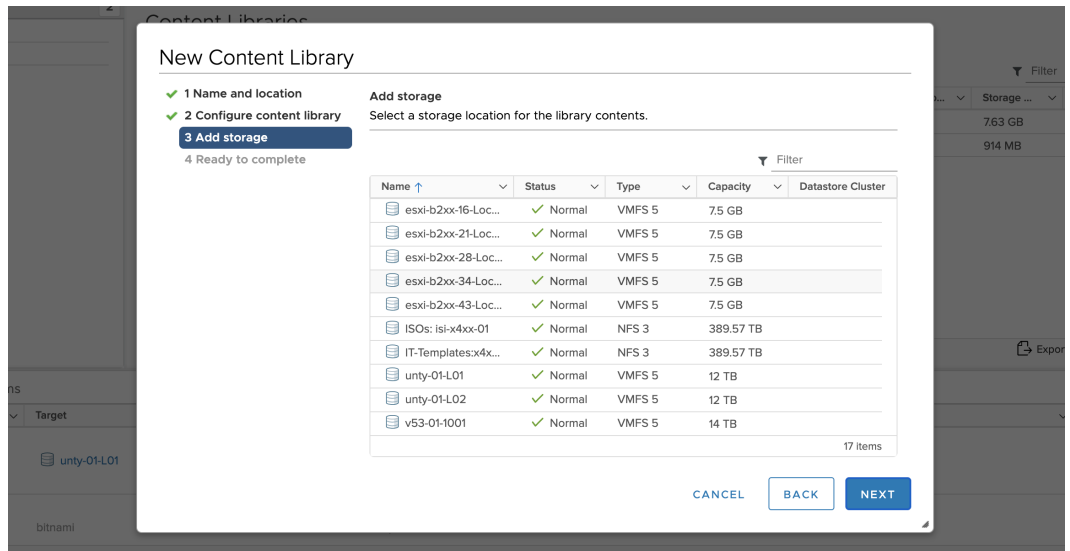 Content Libraries
New Content Library
1 Name and location
2 Configure content library
3 Add storage
4 Ready to complete
Add storage
Select a storage location for the library contents.
Filter
Name Status Type Capacity Datastore Cluster
esxi-b2xx-16-Loc... Normal VMFS 5 7.5 GB
esxi-b2xx-21-Loc... Normal VMFS 5 7.5 GB
esxi-b2xx-28-Loc... Normal VMFS 5 7.5 GB
esxi-b2xx-34-Loc... Normal VMFS 5 7.5 GB
esxi-b2xx-43-Loc... Normal VMFS 5 7.5 GB
ISOs: isi-x4xx-01 Normal NFS 3 389.57 TB
IT-Templates:x4x... Normal NFS 3 389.57 TB
unty-01-L01 Normal VMFS 5 12 TB
unty-01-L02 Normal VMFS 5 12 TB
v53-01-1001 Normal VMFS 5 14 TB
17 items
CANCEL BACK NEXT
Filter
Storage ...
7.63 GB
914 MB
Expor
Target
unty-01-L01
bitnami